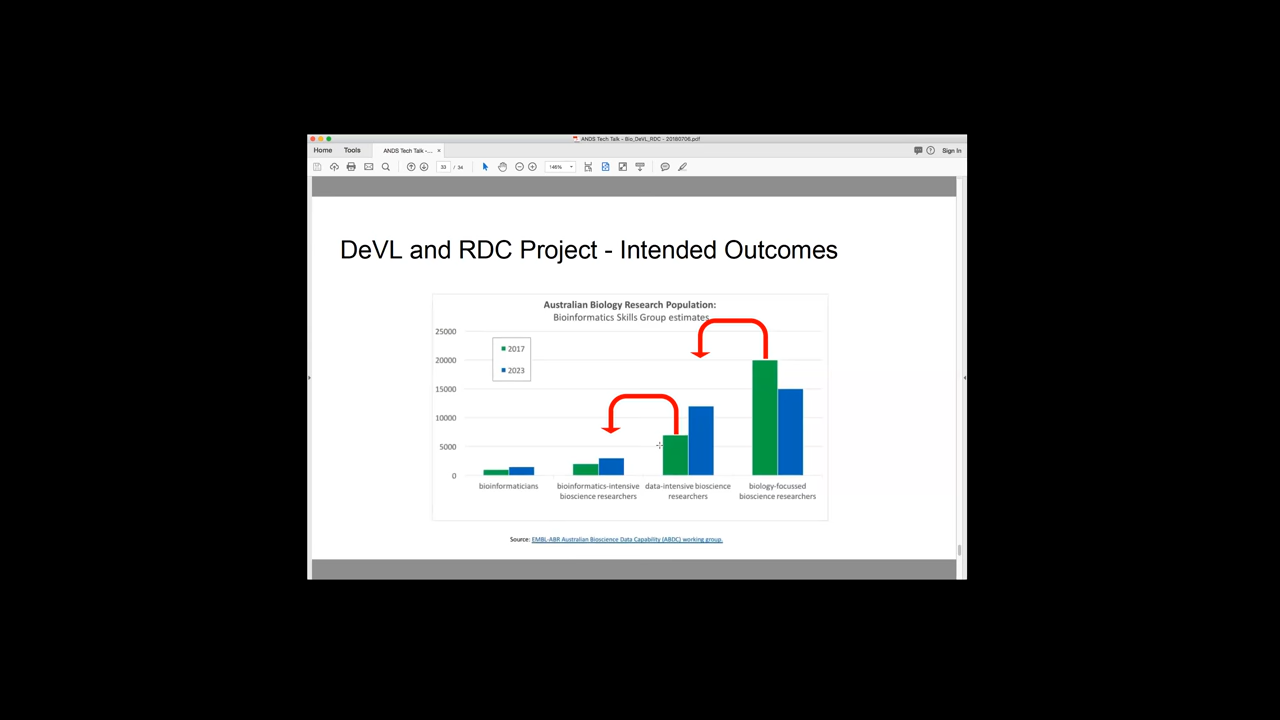 ANDS Tech Talk - Bio_DeVL_RDC - 20180706.pdf
Home Tools ANDS Tech Talk -... × Sign In
33 / 34 146%
DeVL and RDC Project - Intended Outcomes
Australian Biology Research Population:
Bioinformatics Skills Group estimates
25000
20000
15000
10000
5000
0
2017
2023
bioinformaticians
bioinformatics-intensive
bioscience researchers
data-intensive bioscience
researchers
biology-focussed
bioscience researchers
Source: EMBL-ABR Australian Bioscience Data Capability (ABDC) working group.